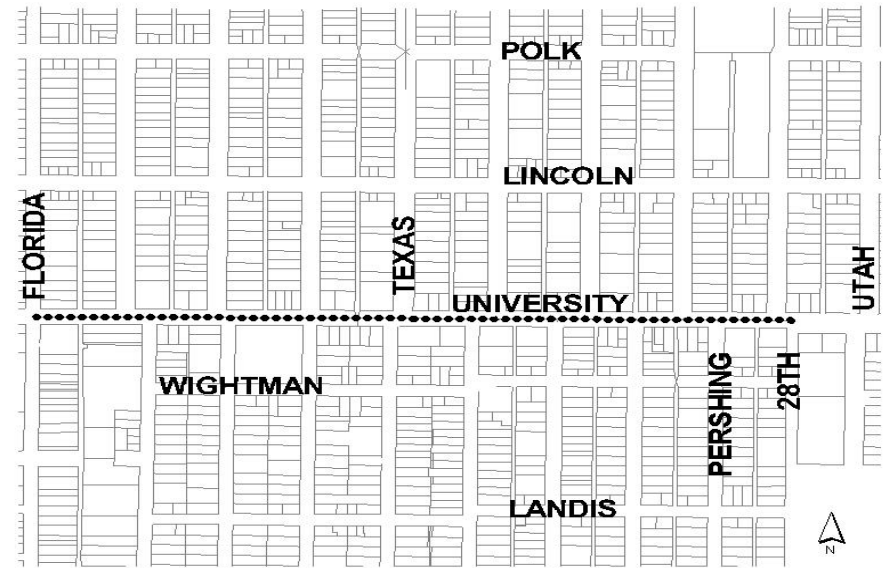 POLK
LINCOLN
FLORIDA
TEXAS
UTAH
UNIVERSITY
WIGHTMAN
PERSHING
28TH
LANDIS
N